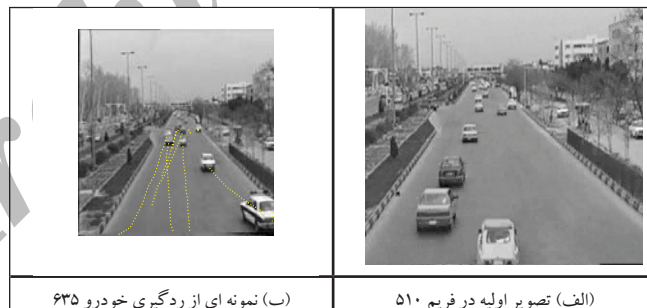 (الف) تصویر اولیه در فریم ۵۱۰
(ب) نمونه ای از ردگیری خودرو ۶۳۵